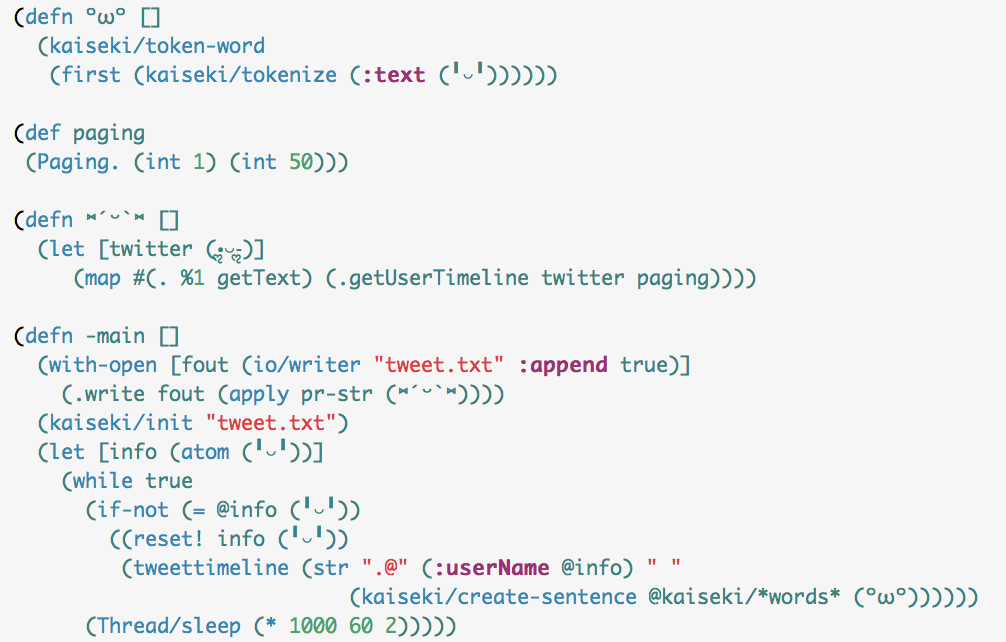 (defn °ω° []
  (kaiseki/token-word
   (first (kaiseki/tokenize (:text (╹◡╹))))))
(def paging
 (Paging. (int 1) (int 50)))
(defn ⑅´˘`⑅ []
  (let [twitter (ू•ᴗ•ू)]
     (map #(. %1 getText) (.getUserTimeline twitter paging))))
(defn -main []
  (with-open [fout (io/writer "tweet.txt" :append true)]
    (.write fout (apply pr-str (⑅´˘`⑅))))
  (kaiseki/init "tweet.txt")
  (let [info (atom (╹◡╹))]
    (while true
      (if-not (= @info (╹◡╹))
        ((reset! info (╹◡╹))
         (tweettimeline (str ".@" (:userName @info) " "
                            (kaiseki/create-sentence @kaiseki/*words* (°ω°))))))
      (Thread/sleep (* 1000 60 2)))))